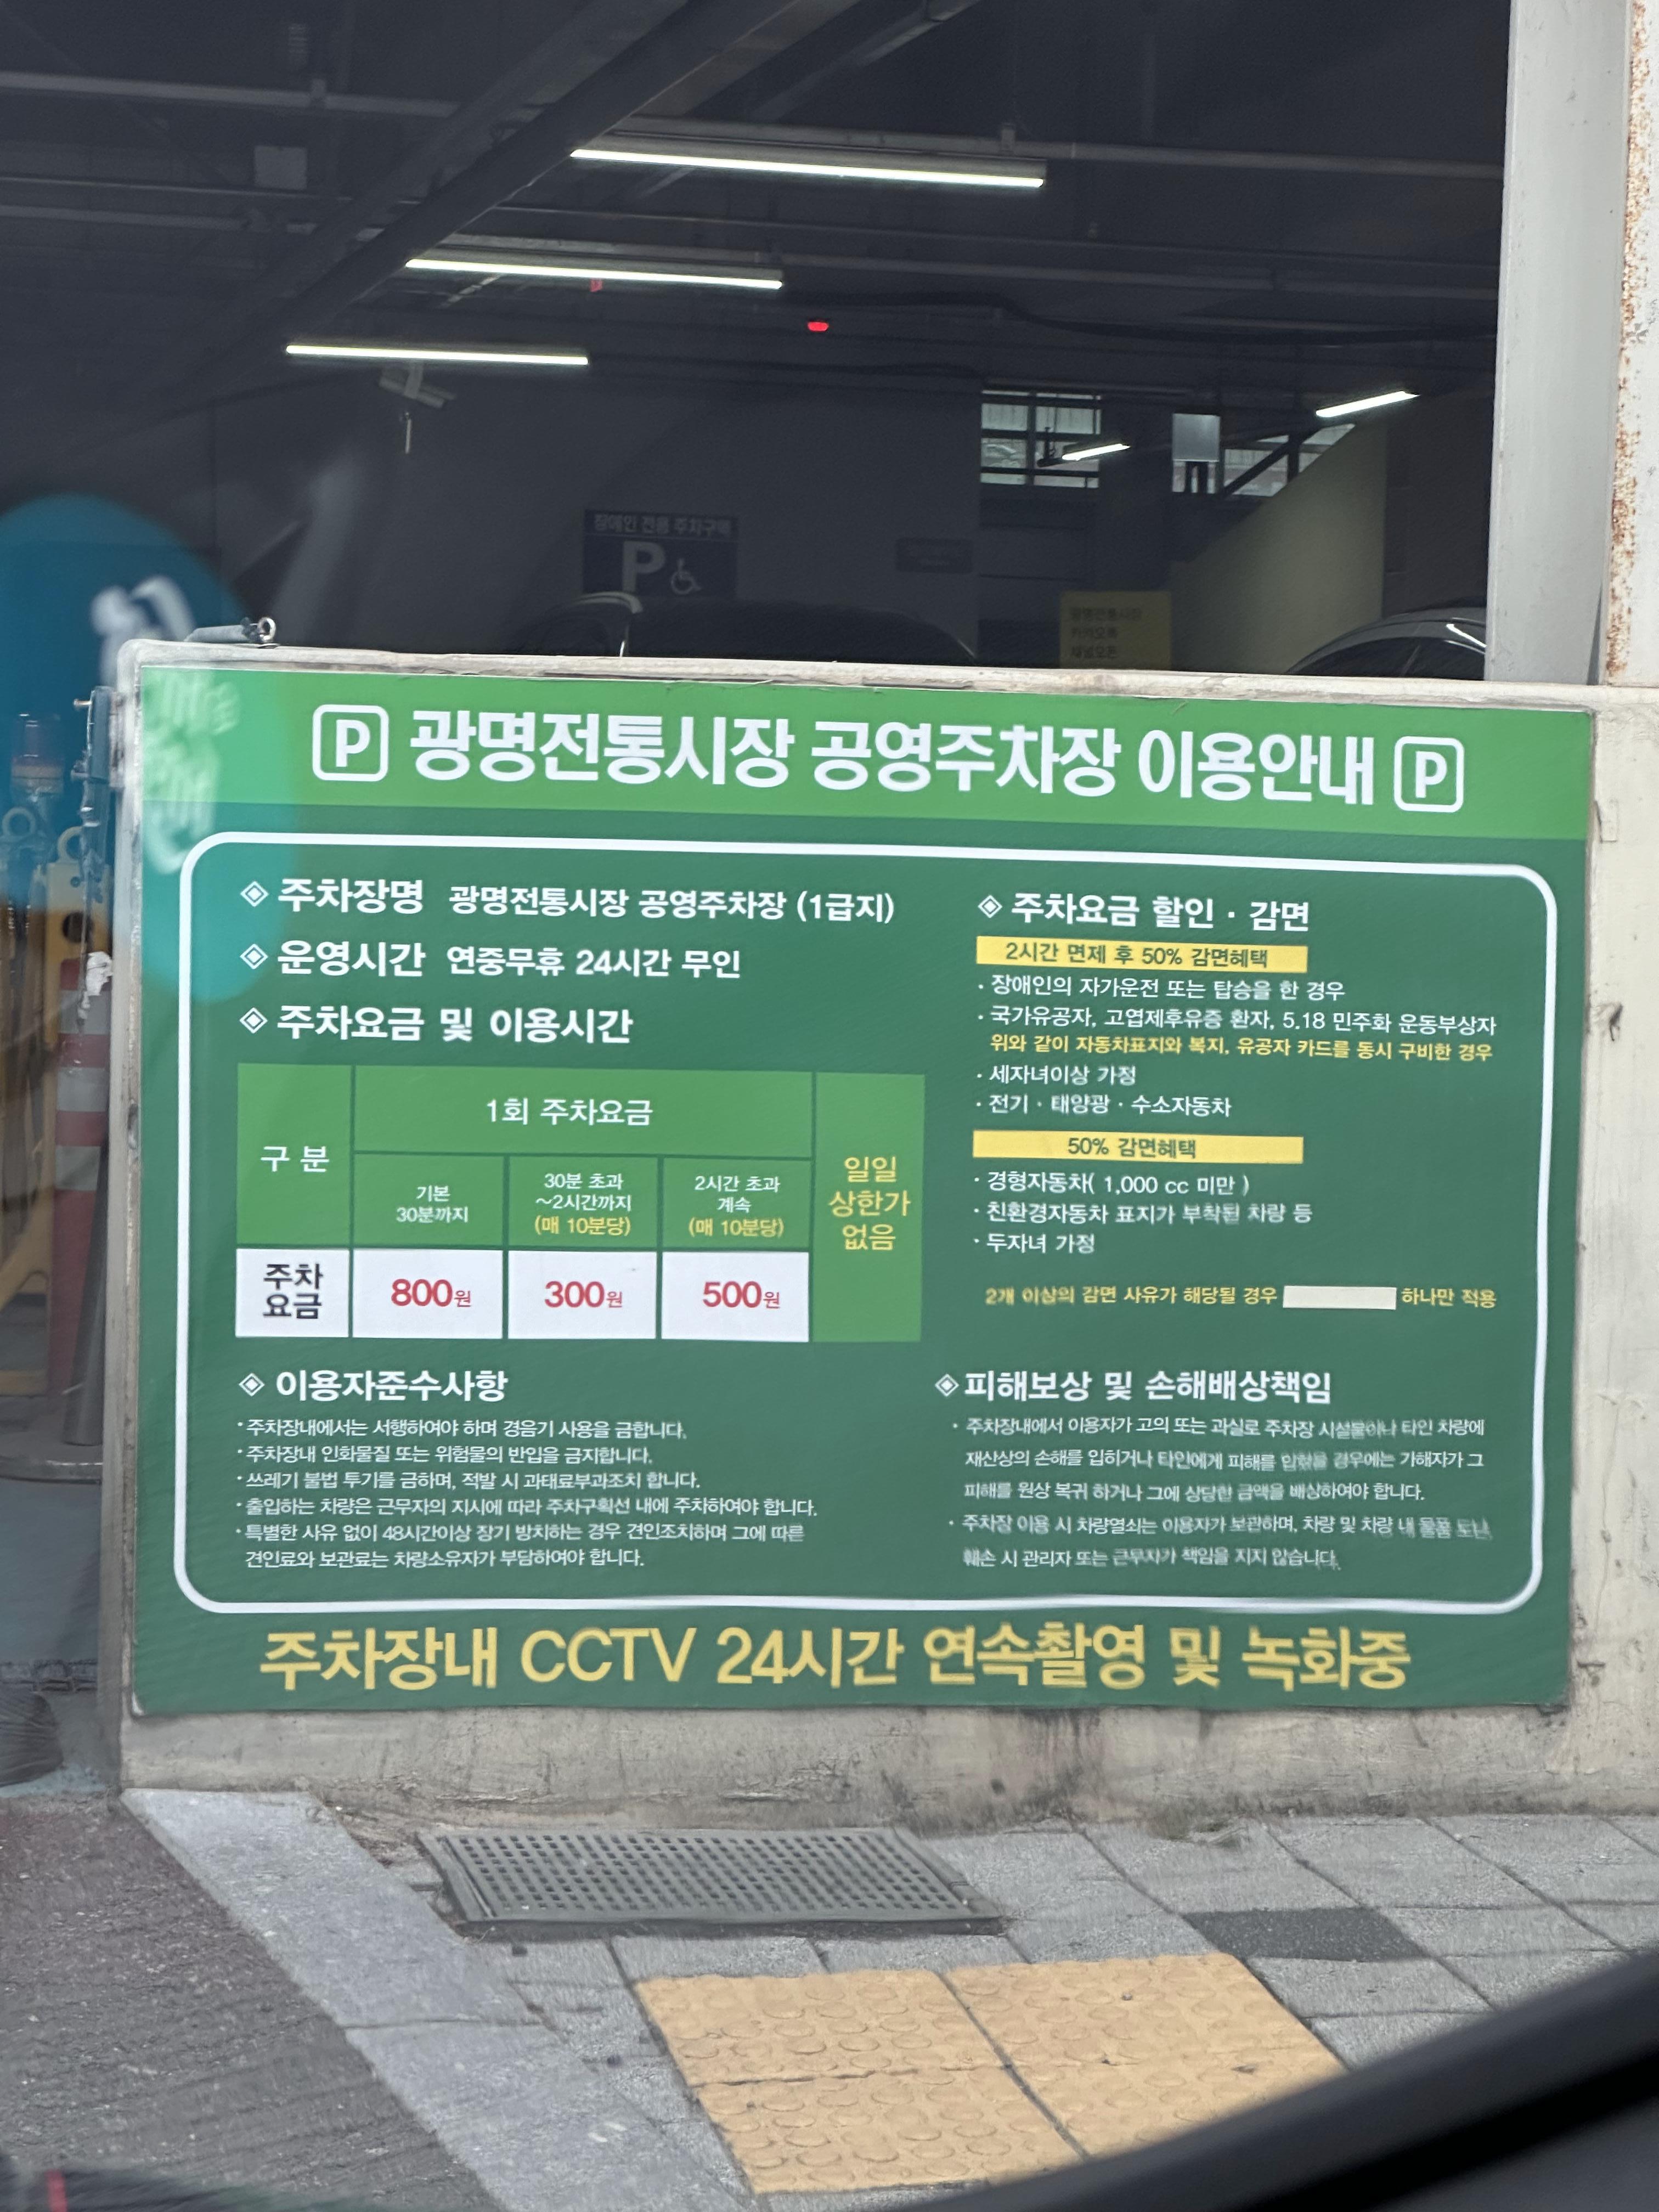 장애인 전용 주차구역
P
광명전통시장
P 광명전통시장 공영주차장 이용안내 P
◈ 주차장명 광명전통시장 공영주차장 (1급지)
◈ 운영시간 연중무휴 24시간 무인
◈ 주차요금 및 이용시간
구 분
1회 주차요금
기본
30분까지
30분 초과
~2시간까지
(매 10분당)
2시간 초과
계속
(매 10분당)
일일
상한가
없음
주차
요금
800원
300원
500원
◈ 주차요금 할인 · 감면
2시간 면제 후 50% 감면혜택
· 장애인의 자가운전 또는 탑승을 한 경우
· 국가유공자, 고엽제후유증 환자, 5.18 민주화 운동부상자
위와 같이 자동차표지와 복지, 유공자 카드를 동시 구비한 경우
· 세자녀이상 가정
· 전기 · 태양광 · 수소자동차
50% 감면혜택
· 경형자동차( 1,000 cc 미만 )
· 친환경자동차 표지가 부착된 차량 등
· 두자녀 가정
2개 이상의 감면 사유가 해당될 경우 하나만 적용
◈ 이용자준수사항
· 주차장내에서는 서행하여야 하며 경음기 사용을 금합니다.
· 주차장내 인화물질 또는 위험물의 반입을 금지합니다.
· 쓰레기 불법 투기를 금하며, 적발 시 과태료부과조치 합니다.
· 출입하는 차량은 근무자의 지시에 따라 주차구획선 내에 주차하여야 합니다.
· 특별한 사유 없이 48시간이상 장기 방치하는 경우 견인조치하며 그에 따른
견인료와 보관료는 차량소유자가 부담하여야 합니다.
◈ 피해보상 및 손해배상책임
· 주차장내에서 이용자가 고의 또는 과실로 주차장 시설물이나 타인 차량에
재산상의 손해를 입히거나 타인에게 피해를 입혔을 경우에는 가해자가 그
피해를 원상 복귀 하거나 그에 상당한 금액을 배상하여야 합니다.
· 주차장 이용 시 차량열쇠는 이용자가 보관하며, 차량 및 차량 내 물품 도난,
훼손 시 관리자 또는 근무자가 책임을 지지 않습니다.
주차장내 CCTV 24시간 연속촬영 및 녹화중